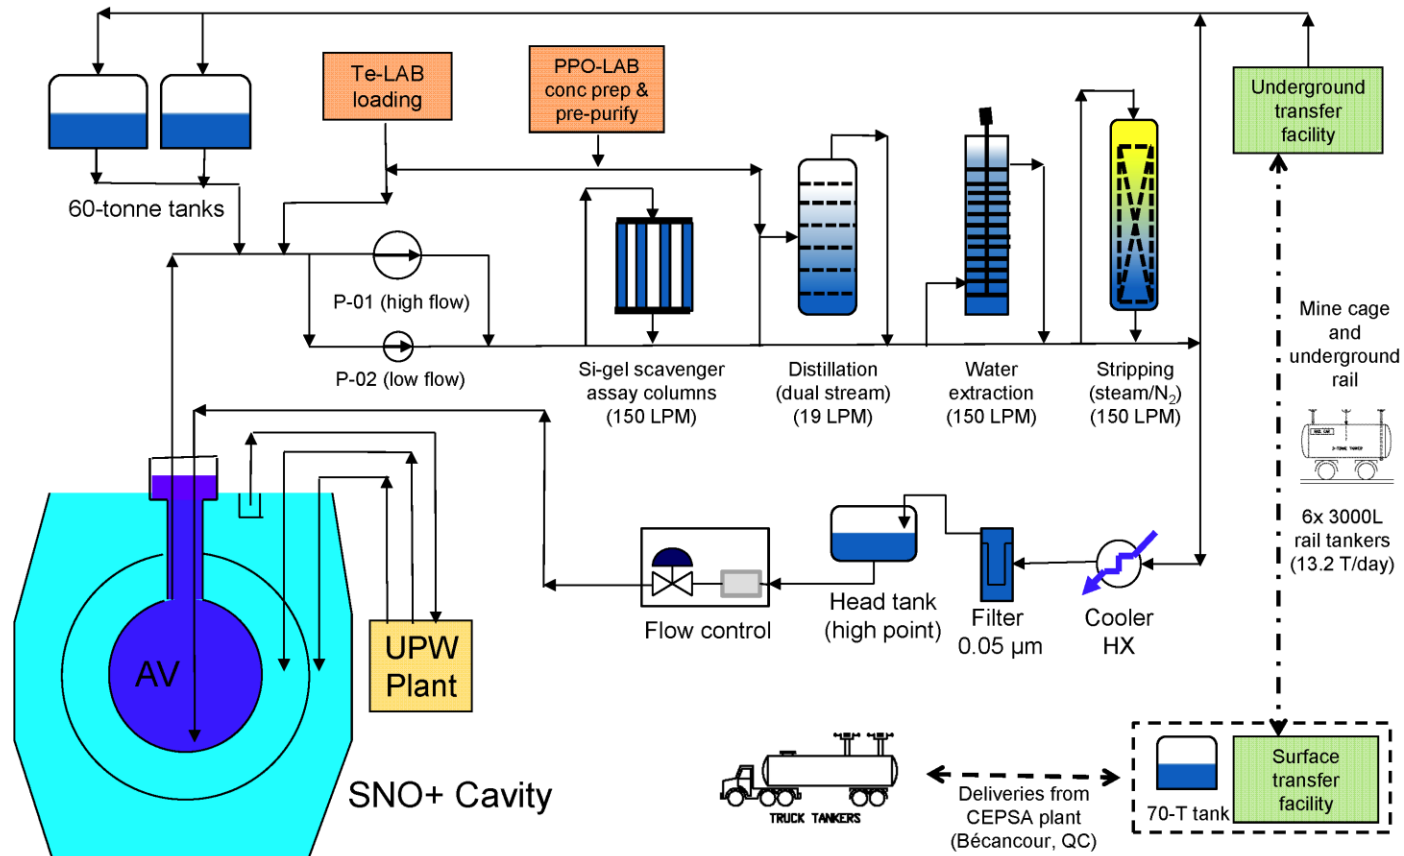 Te-LAB
loading
PPO-LAB
conc prep &
pre-purify
Underground
transfer
facility
60-tonne tanks
P-01 (high flow)
P-02 (low flow)
Si-gel scavenger
assay columns
(150 LPM)
Distillation
(dual stream)
(19 LPM)
Water
extraction
(150 LPM)
Stripping
(steam/N₂)
(150 LPM)
Mine cage
and
underground
rail
6x 3000L
rail tankers
(13.2 T/day)
Flow control
Head tank
(high point)
Filter
0.05 µm
Cooler
HX
AV
UPW
Plant
SNO+ Cavity
TRUCK TANKERS
Deliveries from
CEPSA plant
(Bécancour, QC)
70-T tank
Surface
transfer
facility